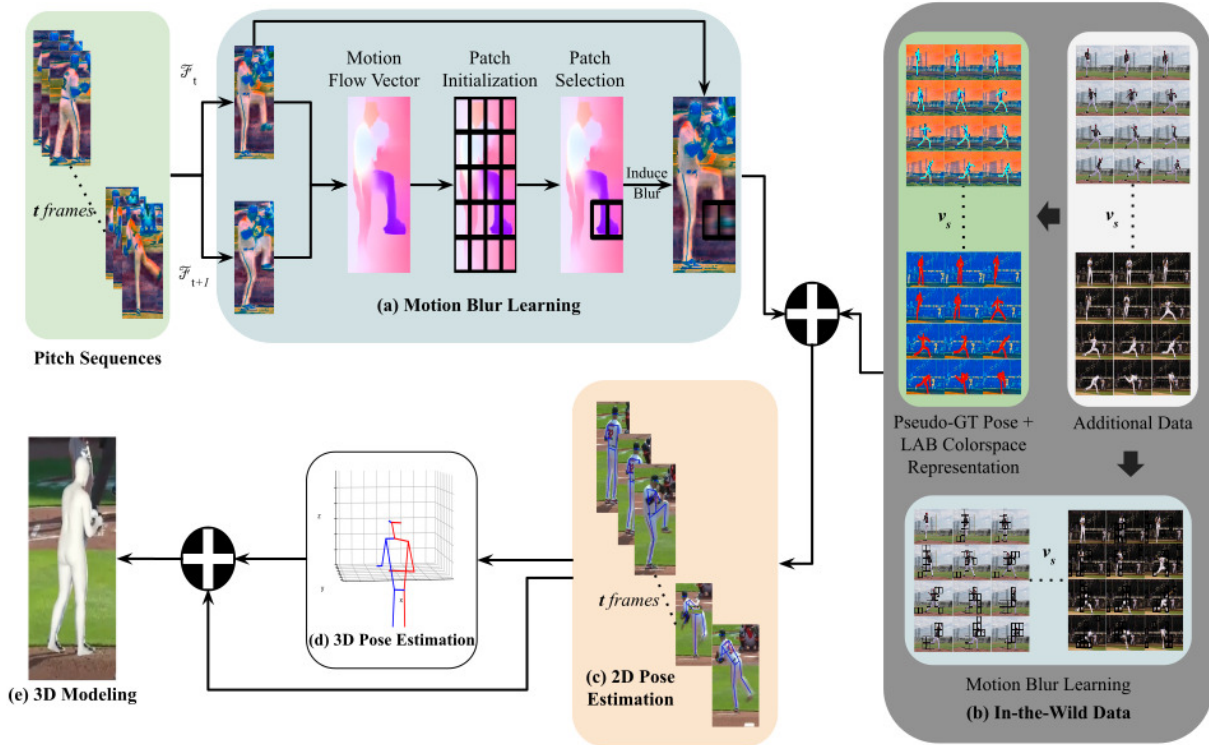 ℱt
Motion
Flow Vector
Patch
Initialization
Patch
Selection
Induce
Blur
t frames
ℱt+1
(a) Motion Blur Learning
Pitch Sequences
vs
vs
Pseudo-GT Pose +
LAB Colorspace
Representation
Additional Data
vs
Motion Blur Learning
(b) In-the-Wild Data
t frames
(c) 2D Pose
Estimation
z
y
x
(d) 3D Pose Estimation
(e) 3D Modeling